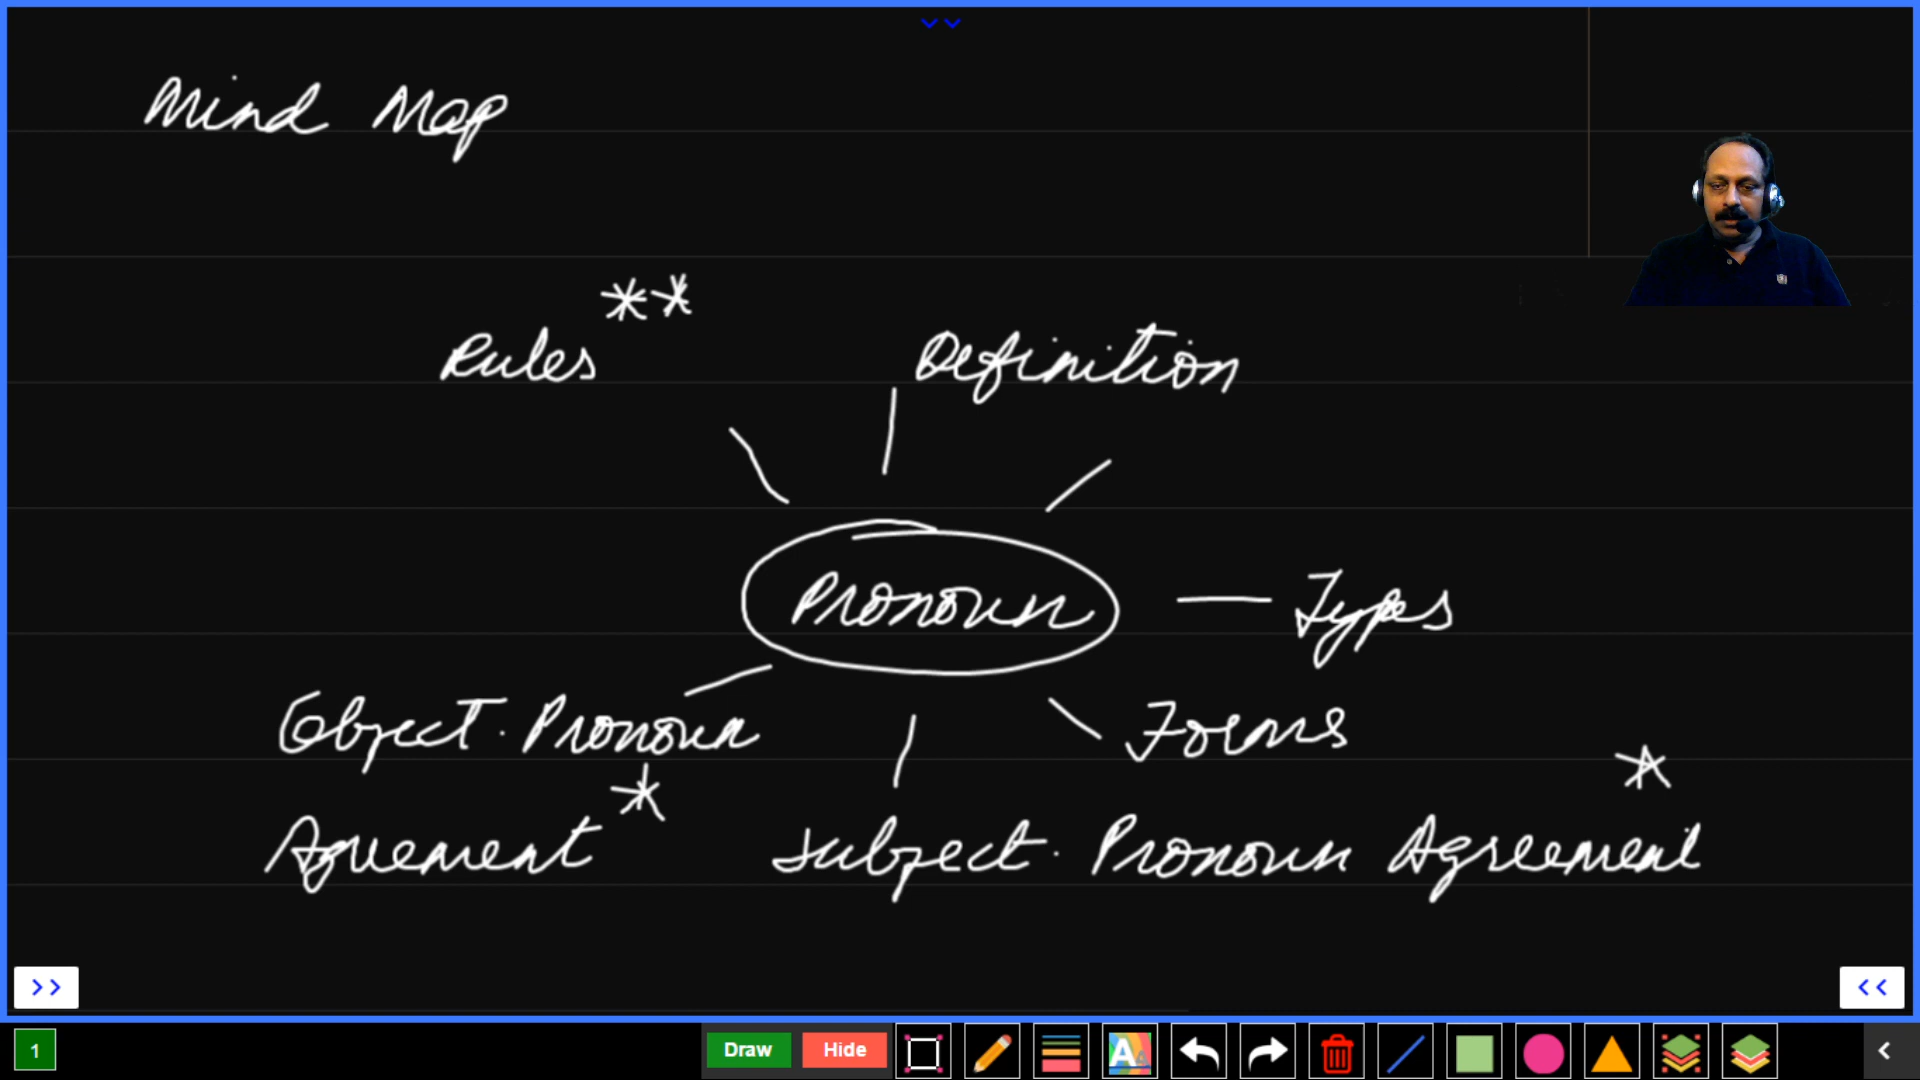 Mind Map
Rules **
Definition
Pronoun
Types
Object. Pronoun
Agreement *
Forms
Subject. Pronoun Agreement *
>>
<<
1
Draw
Hide